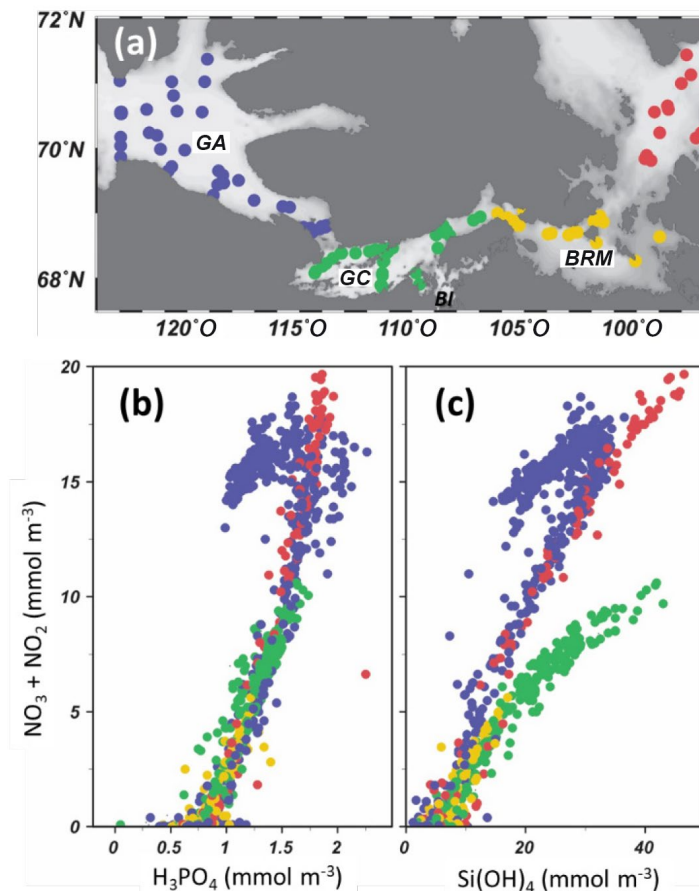 72˚N
(a)
GA
70˚N
BRM
68˚N
GC
BI
120˚O 115˚O 110˚O 105˚O 100˚O
20
(b)
(c)
15
NO3 + NO2 (mmol m-3)
10
5
0
0 0.5 1 1.5 2
20 40
H3PO4 (mmol m-3)
Si(OH)4 (mmol m-3)